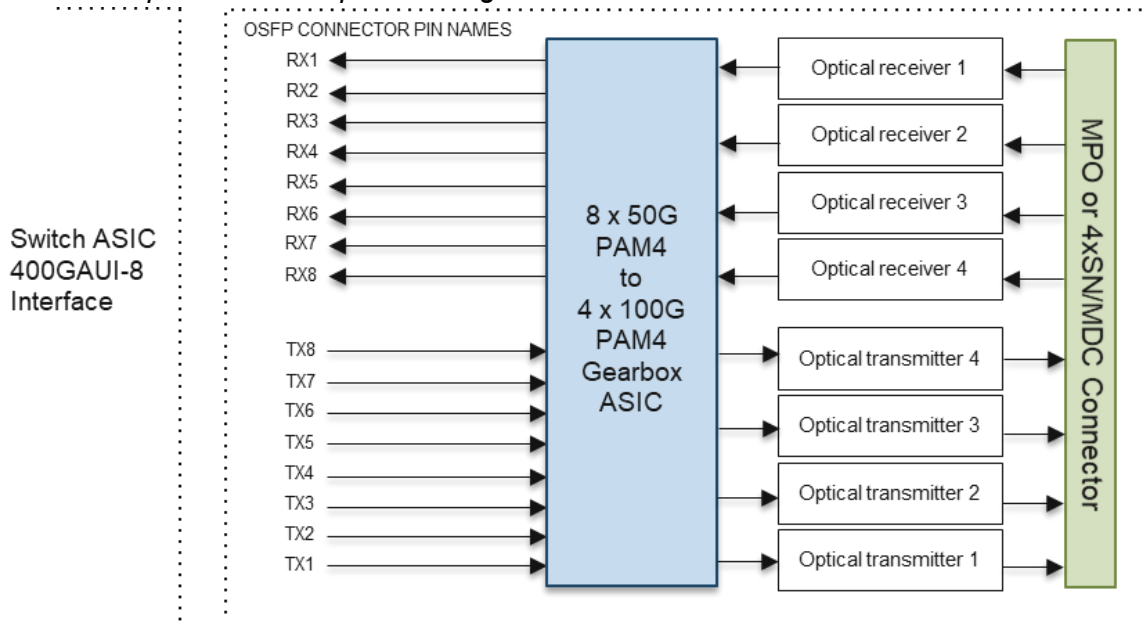 OSFP CONNECTOR PIN NAMES
RX1
RX2
RX3
RX4
RX5
RX6
RX7
RX8
TX8
TX7
TX6
TX5
TX4
TX3
TX2
TX1
Switch ASIC
400GAUI-8
Interface
8 x 50G
PAM4
to
4 x 100G
PAM4
Gearbox
ASIC
Optical receiver 1
Optical receiver 2
Optical receiver 3
Optical receiver 4
Optical transmitter 4
Optical transmitter 3
Optical transmitter 2
Optical transmitter 1
MPO or 4xSN/MDC Connector